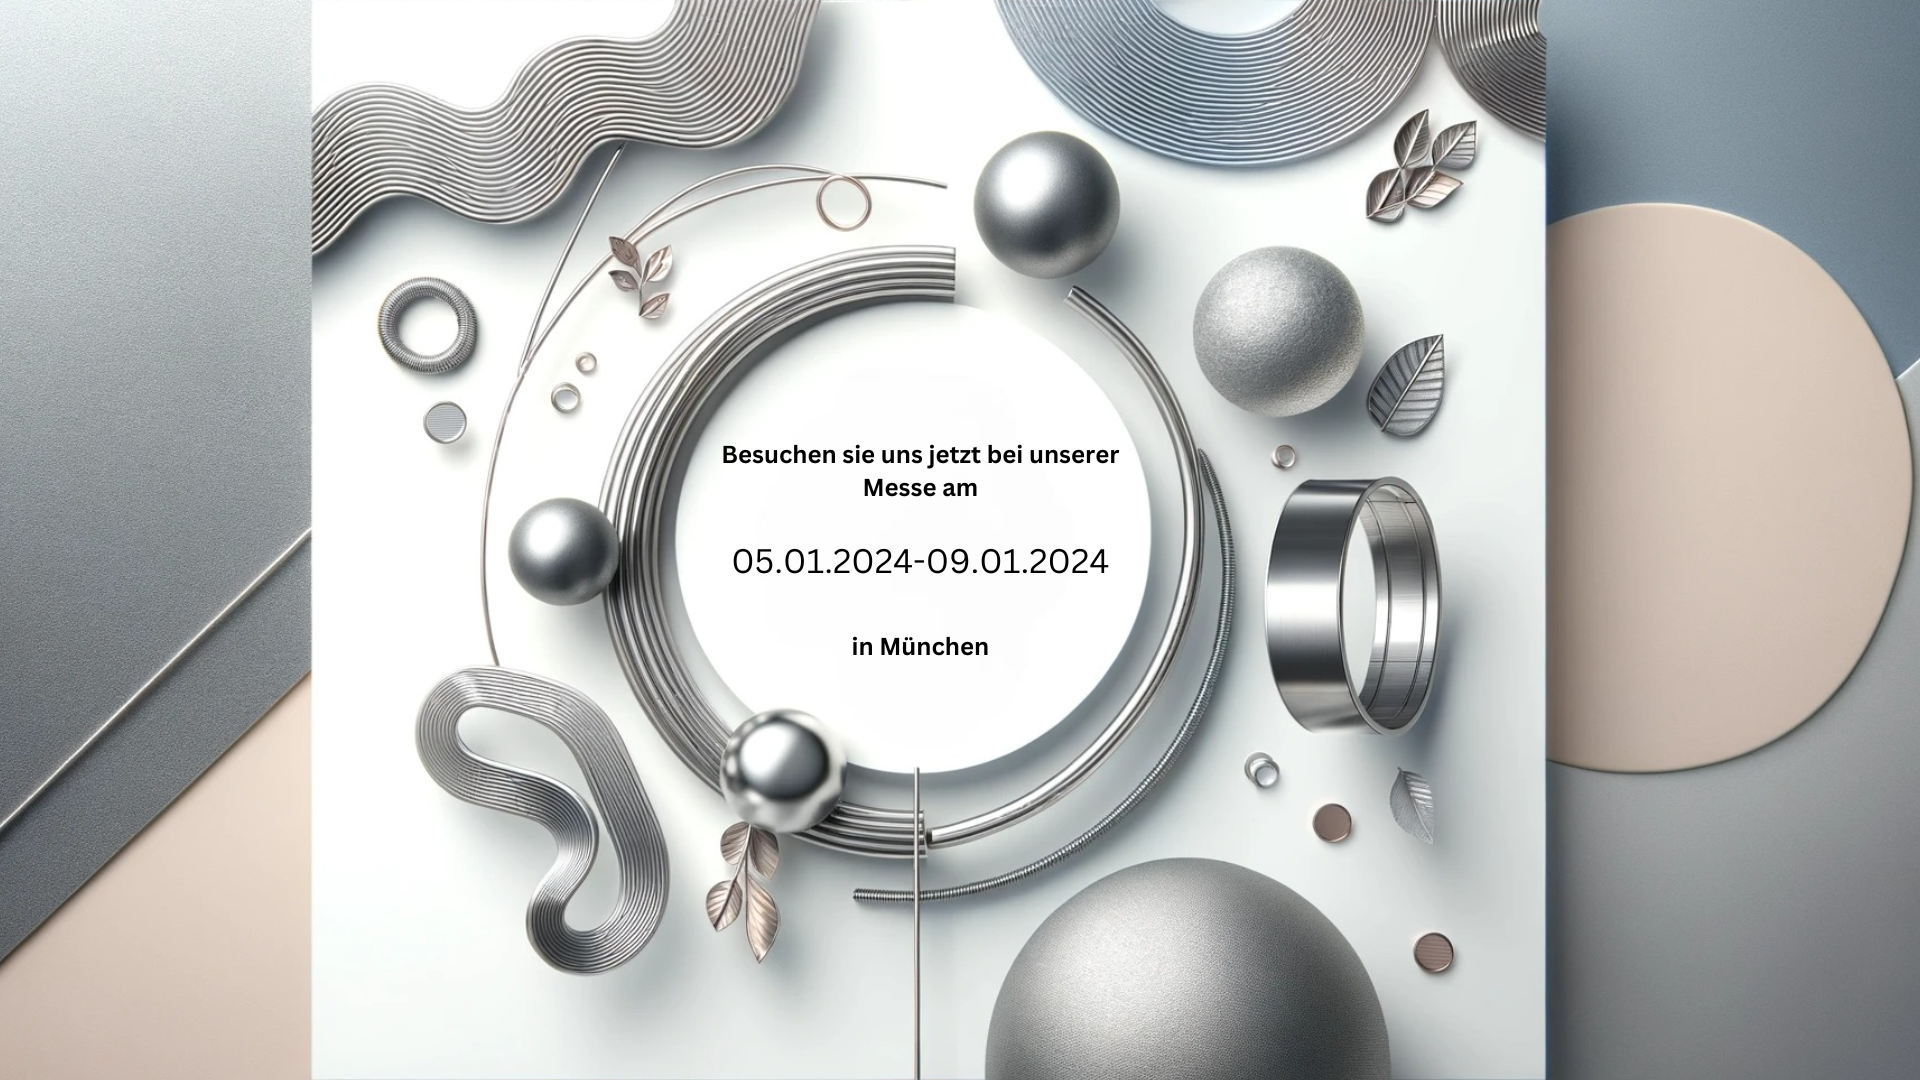 Besuchen sie uns jetzt bei unserer
Messe am
05.01.2024-09.01.2024
in München